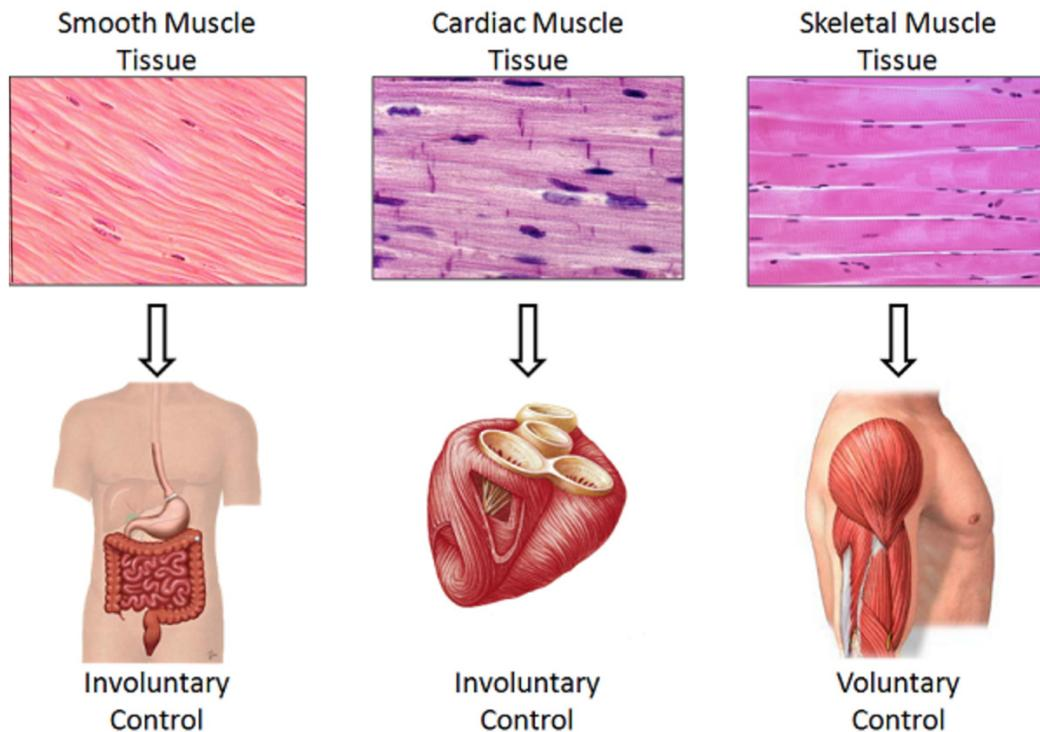 Smooth Muscle
Tissue
Cardiac Muscle
Tissue
Skeletal Muscle
Tissue
Involuntary
Control
Involuntary
Control
Voluntary
Control